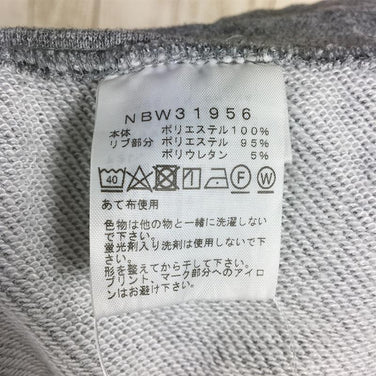 NBW31956
本体 ポリエステル100%
リブ部分 ポリエステル 95%
ポリウレタン 5%
40 F W
あて布使用
色物は他の物と一緒に洗濯しない
で下さい。
蛍光剤入り洗剤は使用しないで下
さい。
形を整えてから干して下さい。
プリント、マーク部分へのアイロ
ンはお避け下さい。